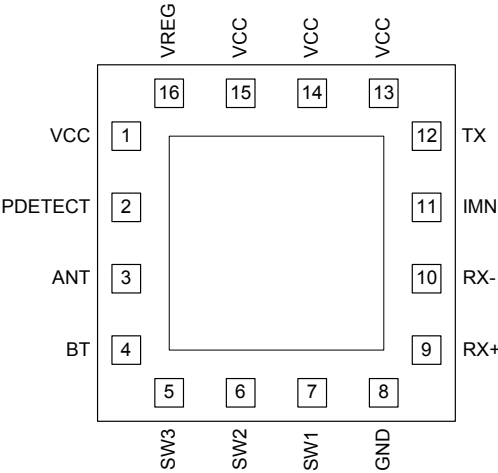 VREG VCC VCC VCC
16 15 14 13
VCC 1 12 TX
PDETECT 2 11 IMN
ANT 3 10 RX-
BT 4 9 RX+
5 6 7 8
SW3 SW2 SW1 GND